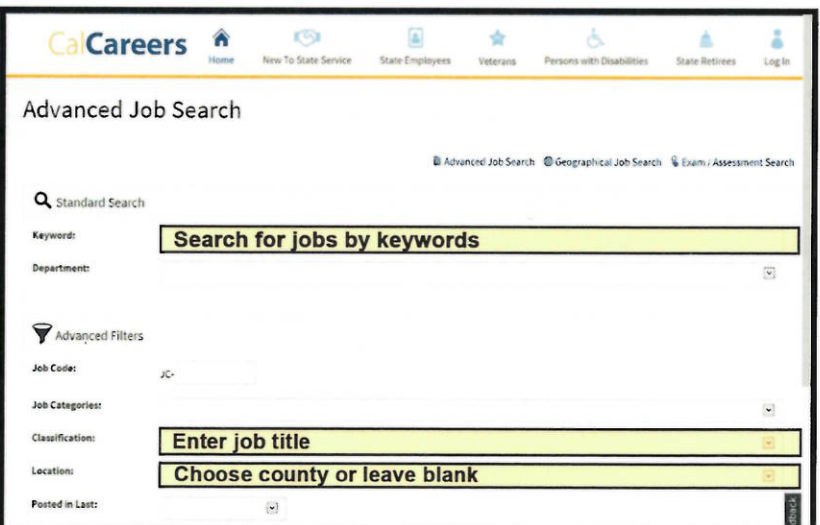 CalCareers
Home New To State Service State Employees Veterans Persons with Disabilities State Retirees Log In
Advanced Job Search
Advanced Job Search Geographical Job Search Exam / Assessment Search
Standard Search
Keyword: Search for jobs by keywords
Department:
Advanced Filters
Job Code: JC-
Job Categories:
Classification: Enter job title
Location: Choose county or leave blank
Posted in Last: